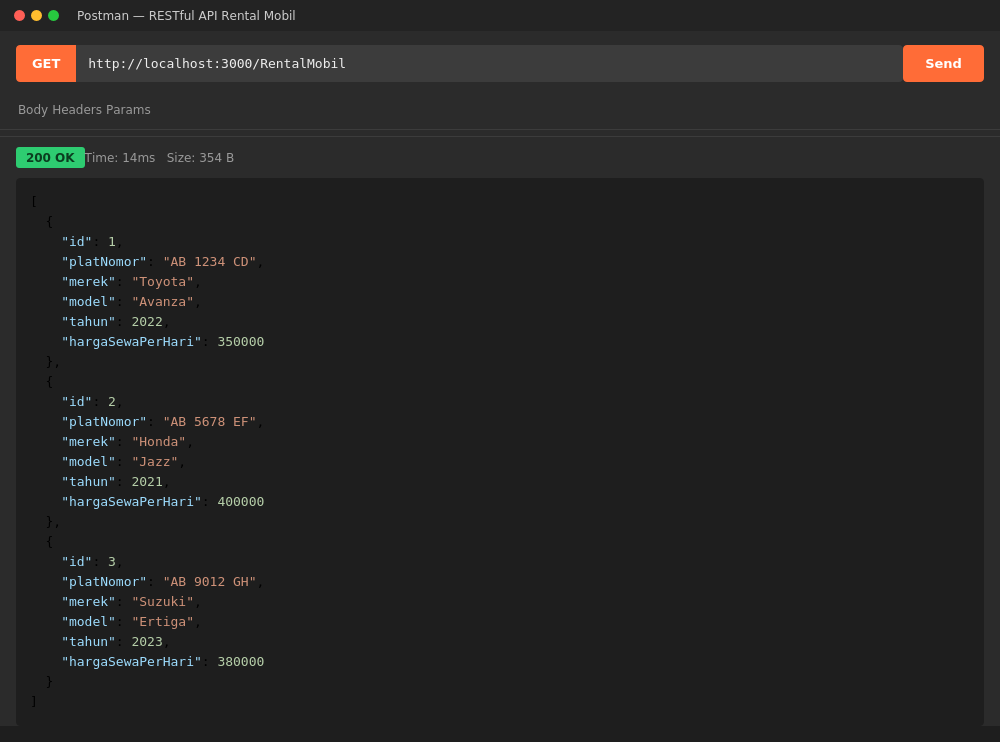 Postman — RESTful API Rental Mobil
GET http://localhost:3000/RentalMobil Send
Body Headers Params
200 OK Time: 14ms Size: 354 B
[
  {
    "id": 1,
    "platNomor": "AB 1234 CD",
    "merek": "Toyota",
    "model": "Avanza",
    "tahun": 2022,
    "hargaSewaPerHari": 350000
  },
  {
    "id": 2,
    "platNomor": "AB 5678 EF",
    "merek": "Honda",
    "model": "Jazz",
    "tahun": 2021,
    "hargaSewaPerHari": 400000
  },
  {
    "id": 3,
    "platNomor": "AB 9012 GH",
    "merek": "Suzuki",
    "model": "Ertiga",
    "tahun": 2023,
    "hargaSewaPerHari": 380000
  }
]